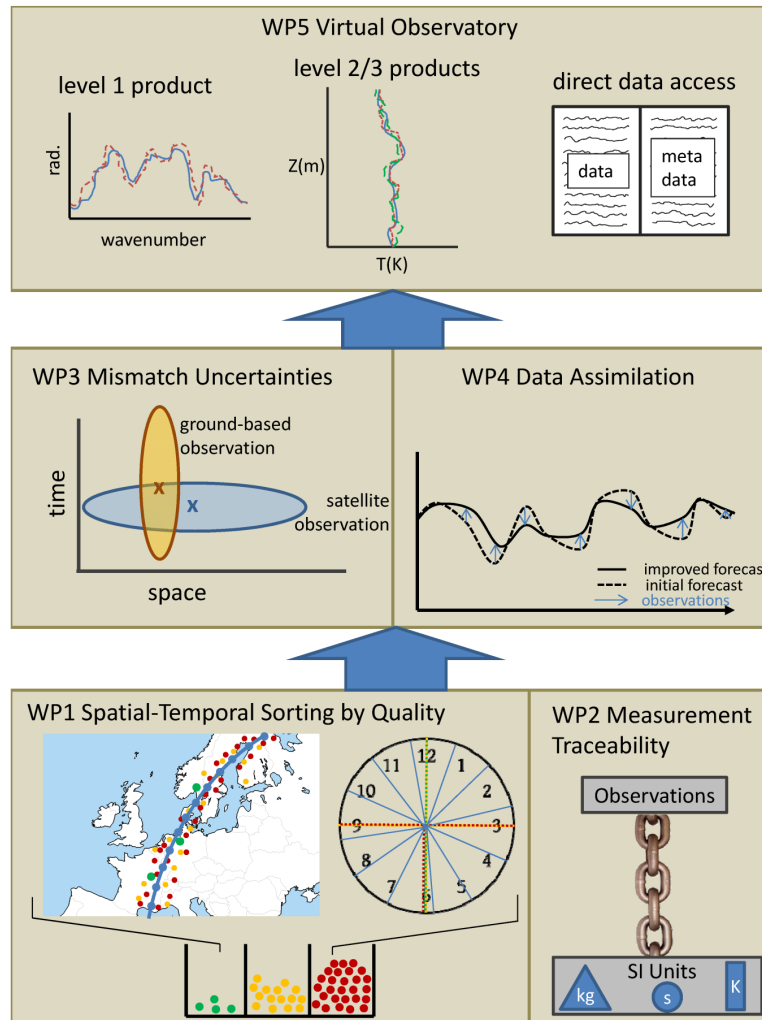 WP5 Virtual Observatory
level 1 product
rad.
wavenumber
level 2/3 products
Z(m)
T(K)
direct data access
data
meta
data
WP3 Mismatch Uncertainties
ground-based
observation
time
x
x
satellite
observation
space
WP4 Data Assimilation
improved forecast
initial forecast
observations
WP1 Spatial-Temporal Sorting by Quality
12
1
2
3
4
5
6
7
8
9
10
11
WP2 Measurement
Traceability
Observations
SI Units
kg
s
K